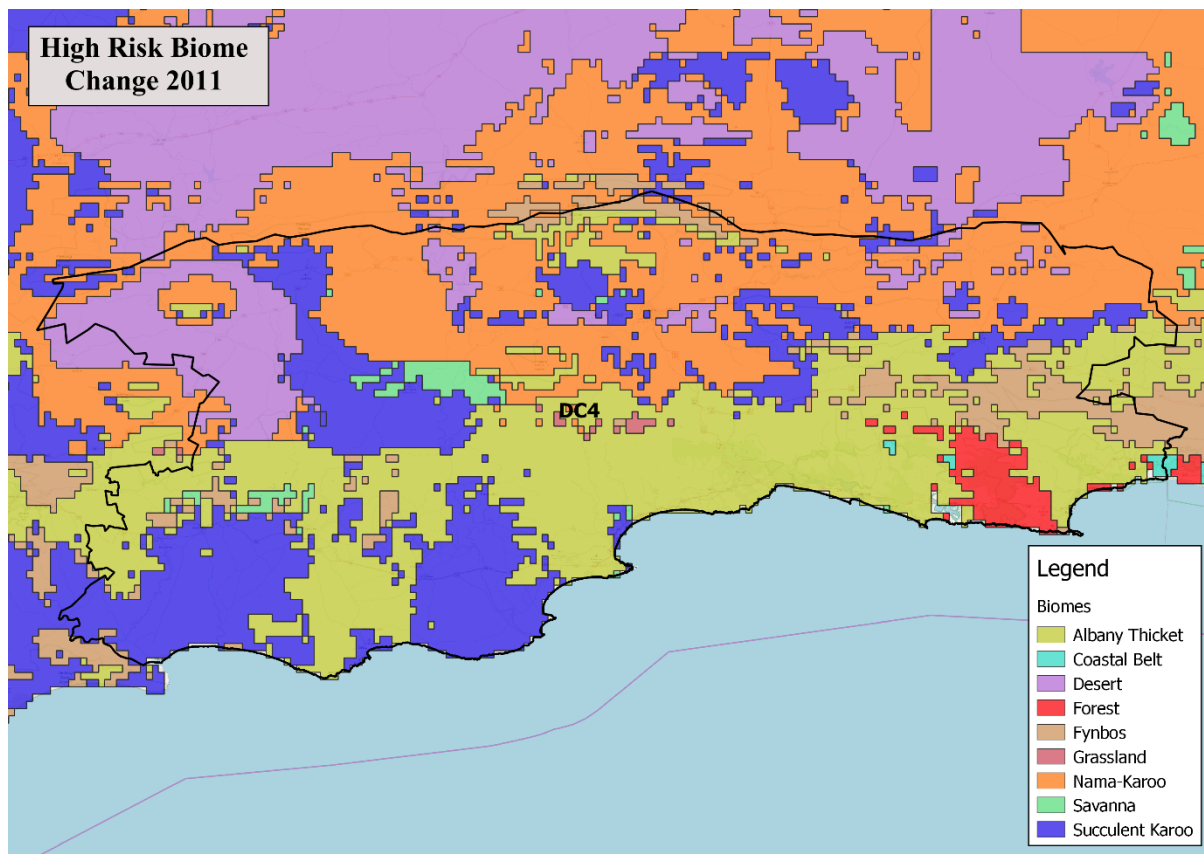 High Risk Biome
Change 2011
DC4
Legend
Biomes
Albany Thicket
Coastal Belt
Desert
Forest
Fynbos
Grassland
Nama-Karoo
Savanna
Succulent Karoo